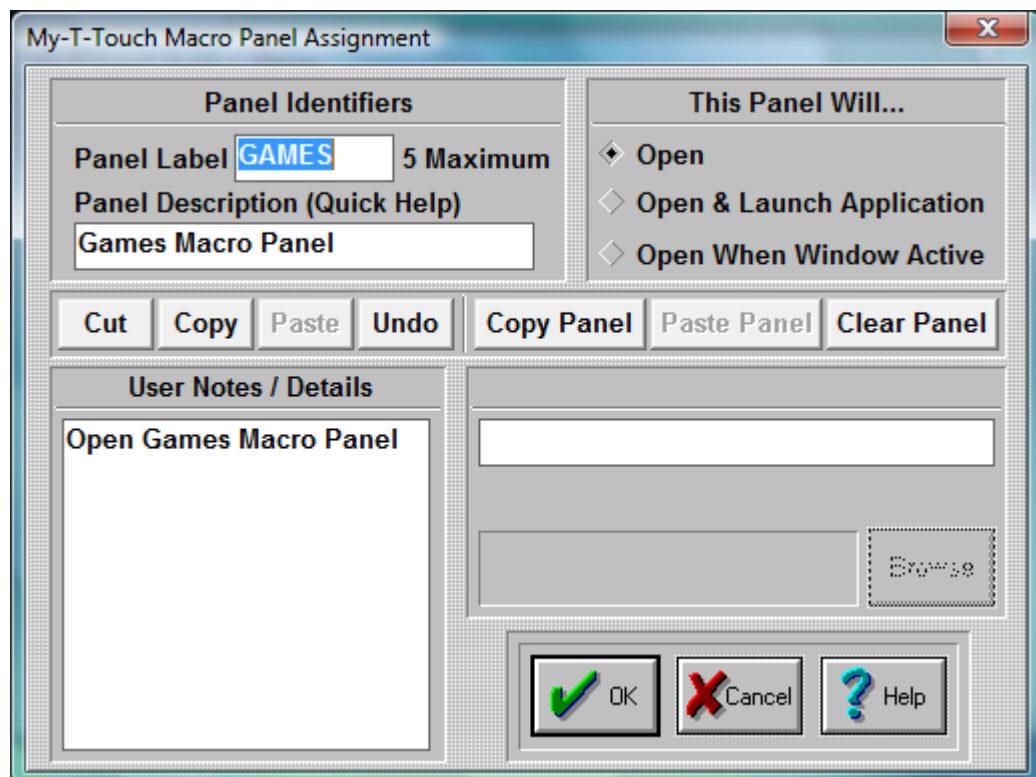 My-T-Touch Macro Panel Assignment
Panel Identifiers
Panel Label GAMES 5 Maximum
Panel Description (Quick Help)
Games Macro Panel
This Panel Will...
Open
Open & Launch Application
Open When Window Active
Cut Copy Paste Undo Copy Panel Paste Panel Clear Panel
User Notes / Details
Open Games Macro Panel
Browse
OK Cancel Help